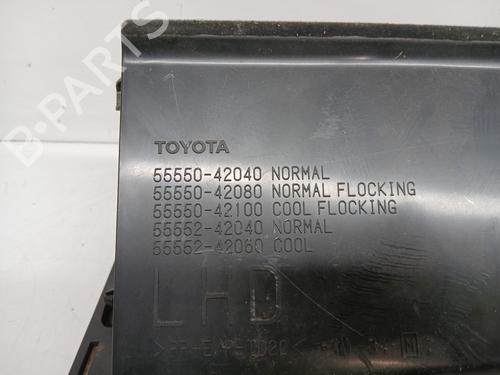 B-PARTS
TOYOTA
55550-42040 NORMAL
55550-42080 NORMAL FLOCKING
55550-42100 COOL FLOCKING
55552-42040 NORMAL
55552-42060 COOL
LHD